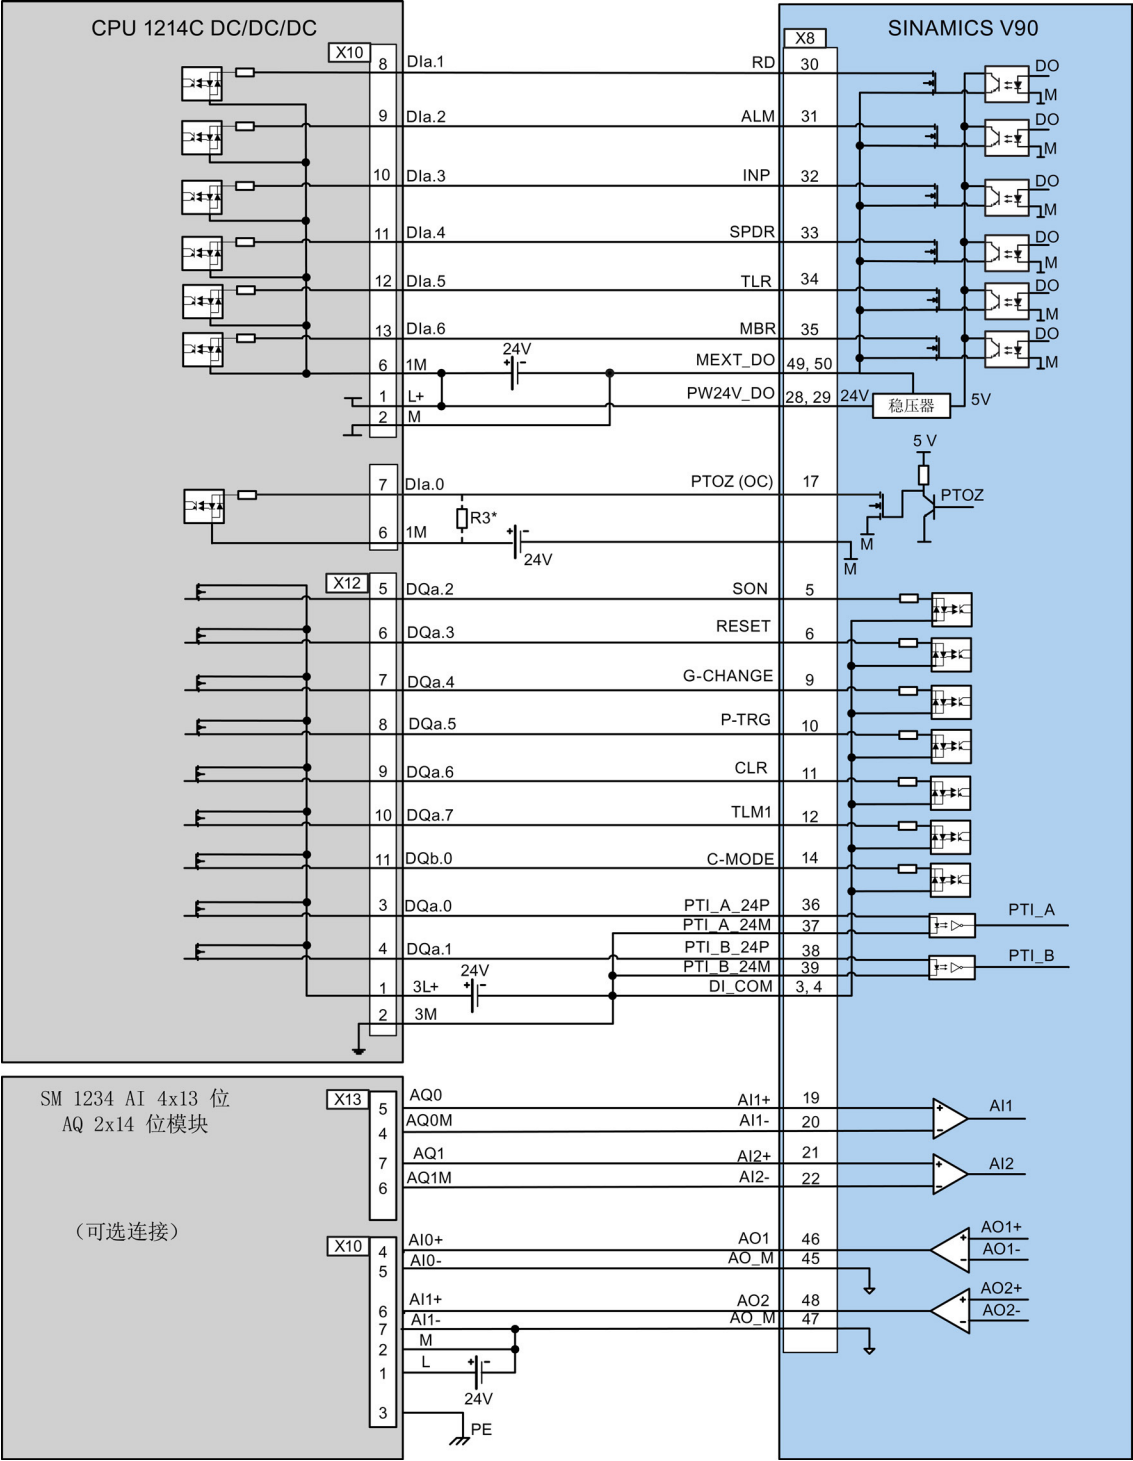 CPU 1214C DC/DC/DC
SINAMICS V90
X10
X8
8 DIa.1 RD 30 DO
M
9 DIa.2 ALM 31 DO
M
10 DIa.3 INP 32 DO
M
11 DIa.4 SPDR 33 DO
M
12 DIa.5 TLR 34 DO
M
13 DIa.6 MBR 35 DO
M
24V
+ -
6 1M MEXT_DO 49, 50
1 L+ PW24V_DO 28, 29 24V 稳压器 5V
2 M
5 V
7 DIa.0 PTOZ (OC) 17 PTOZ
R3*
6 1M + - M
24V M
X12
5 DQa.2 SON 5
6 DQa.3 RESET 6
7 DQa.4 G-CHANGE 9
8 DQa.5 P-TRG 10
9 DQa.6 CLR 11
10 DQa.7 TLM1 12
11 DQb.0 C-MODE 14
3 DQa.0 PTI_A_24P 36 PTI_A
PTI_A_24M 37
4 DQa.1 PTI_B_24P 38 PTI_B
PTI_B_24M 39
24V
+ -
1 3L+ DI_COM 3, 4
2 3M
SM 1234 AI 4x13 位
AQ 2x14 位模块
（可选连接）
X13
5 AQ0 AI1+ 19 + AI1
4 AQ0M AI1- 20 -
7 AQ1 AI2+ 21 + AI2
6 AQ1M AI2- 22 -
X10
4 AI0+ AO1 46 + AO1+
5 AI0- AO_M 45 - AO1-
6 AI1+ AO2 48 + AO2+
7 AI1- AO_M 47 - AO2-
2 M
1 L + -
24V
3 PE